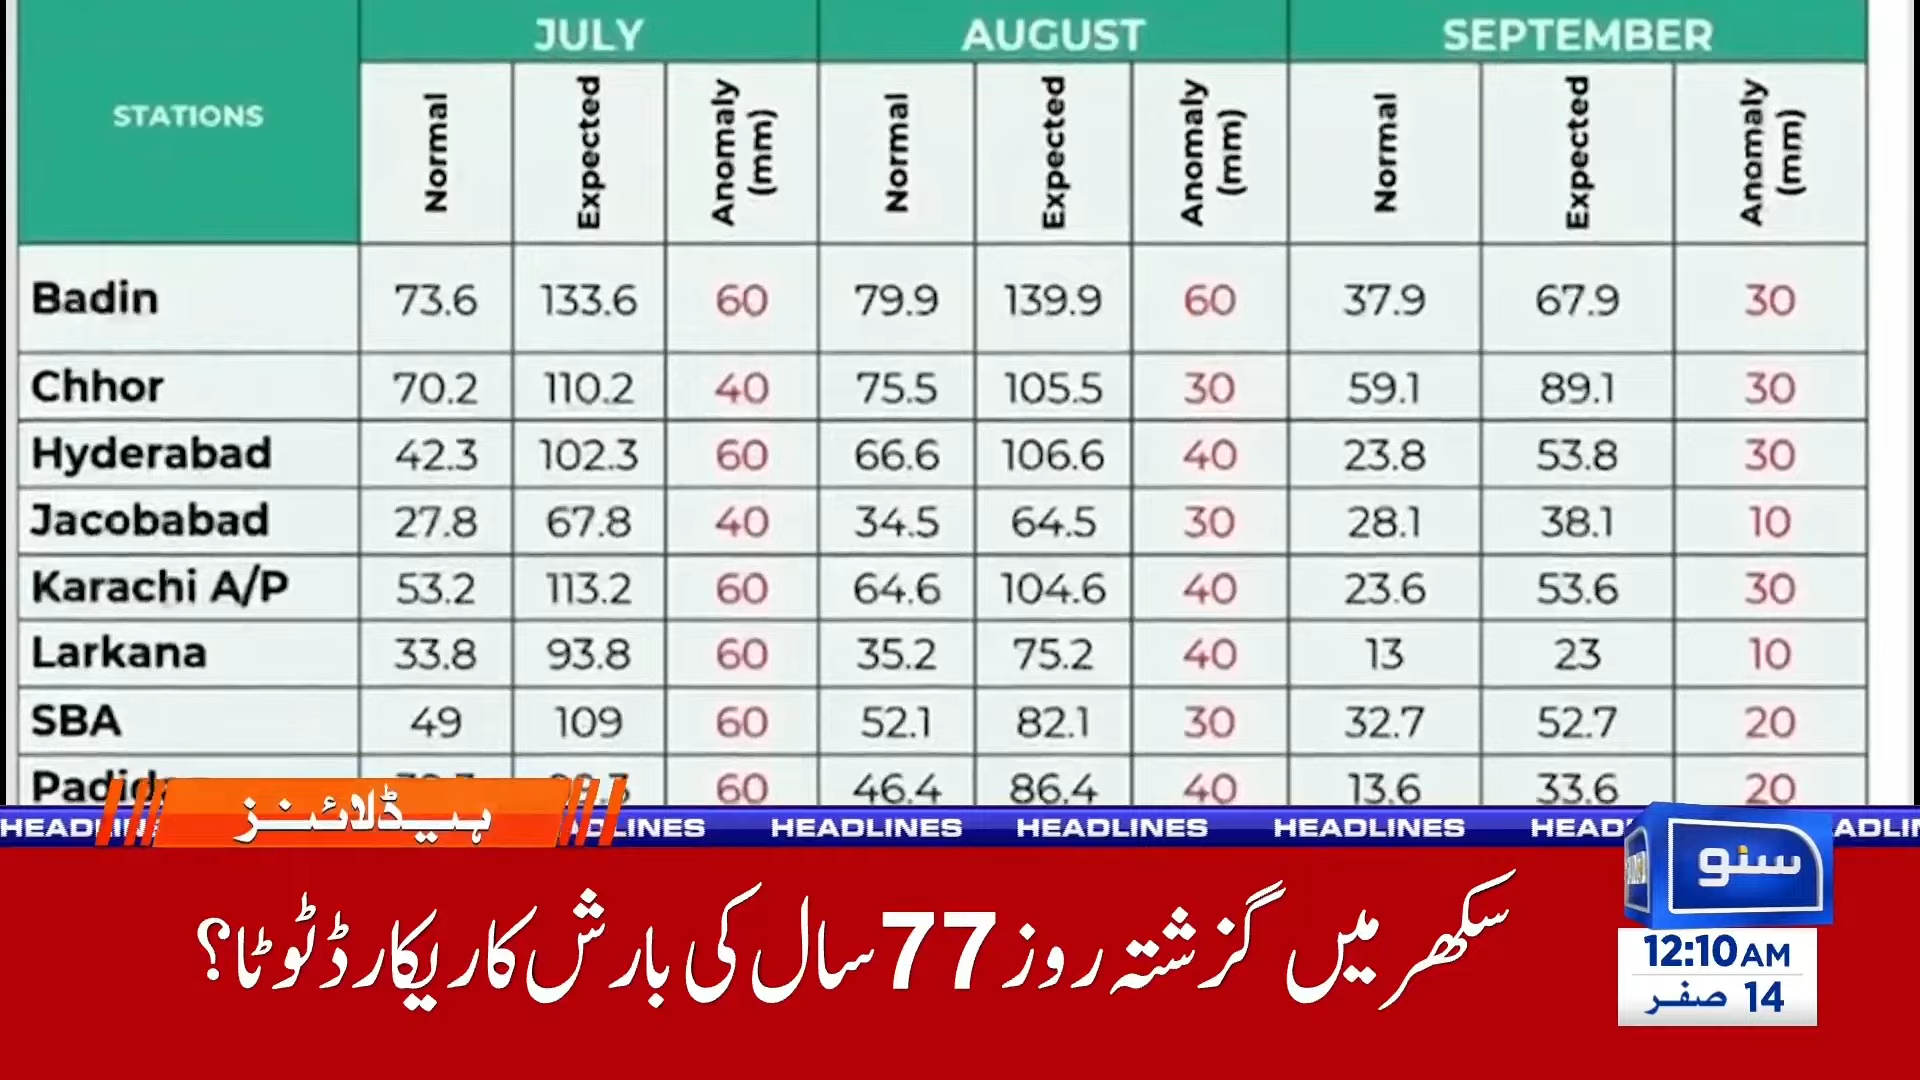 JULY AUGUST SEPTEMBER
STATIONS Normal Expected Anomaly (mm) Normal Expected Anomaly (mm) Normal Expected Anomaly (mm)
Badin 73.6 133.6 60 79.9 139.9 60 37.9 67.9 30
Chhor 70.2 110.2 40 75.5 105.5 30 59.1 89.1 30
Hyderabad 42.3 102.3 60 66.6 106.6 40 23.8 53.8 30
Jacobabad 27.8 67.8 40 34.5 64.5 30 28.1 38.1 10
Karachi A/P 53.2 113.2 60 64.6 104.6 40 23.6 53.6 30
Larkana 33.8 93.8 60 35.2 75.2 40 13 23 10
SBA 49 109 60 52.1 82.1 30 32.7 52.7 20
60 46.4 86.4 40 13.6 33.6 20
ہیڈلائنز
HEADLINES HEADLINES HEADLINES
سنو
سکھر میں گزشتہ روز 77 سال کی بارش کا ریکارڈ ٹوٹا؟
12:10 AM
14 صفر